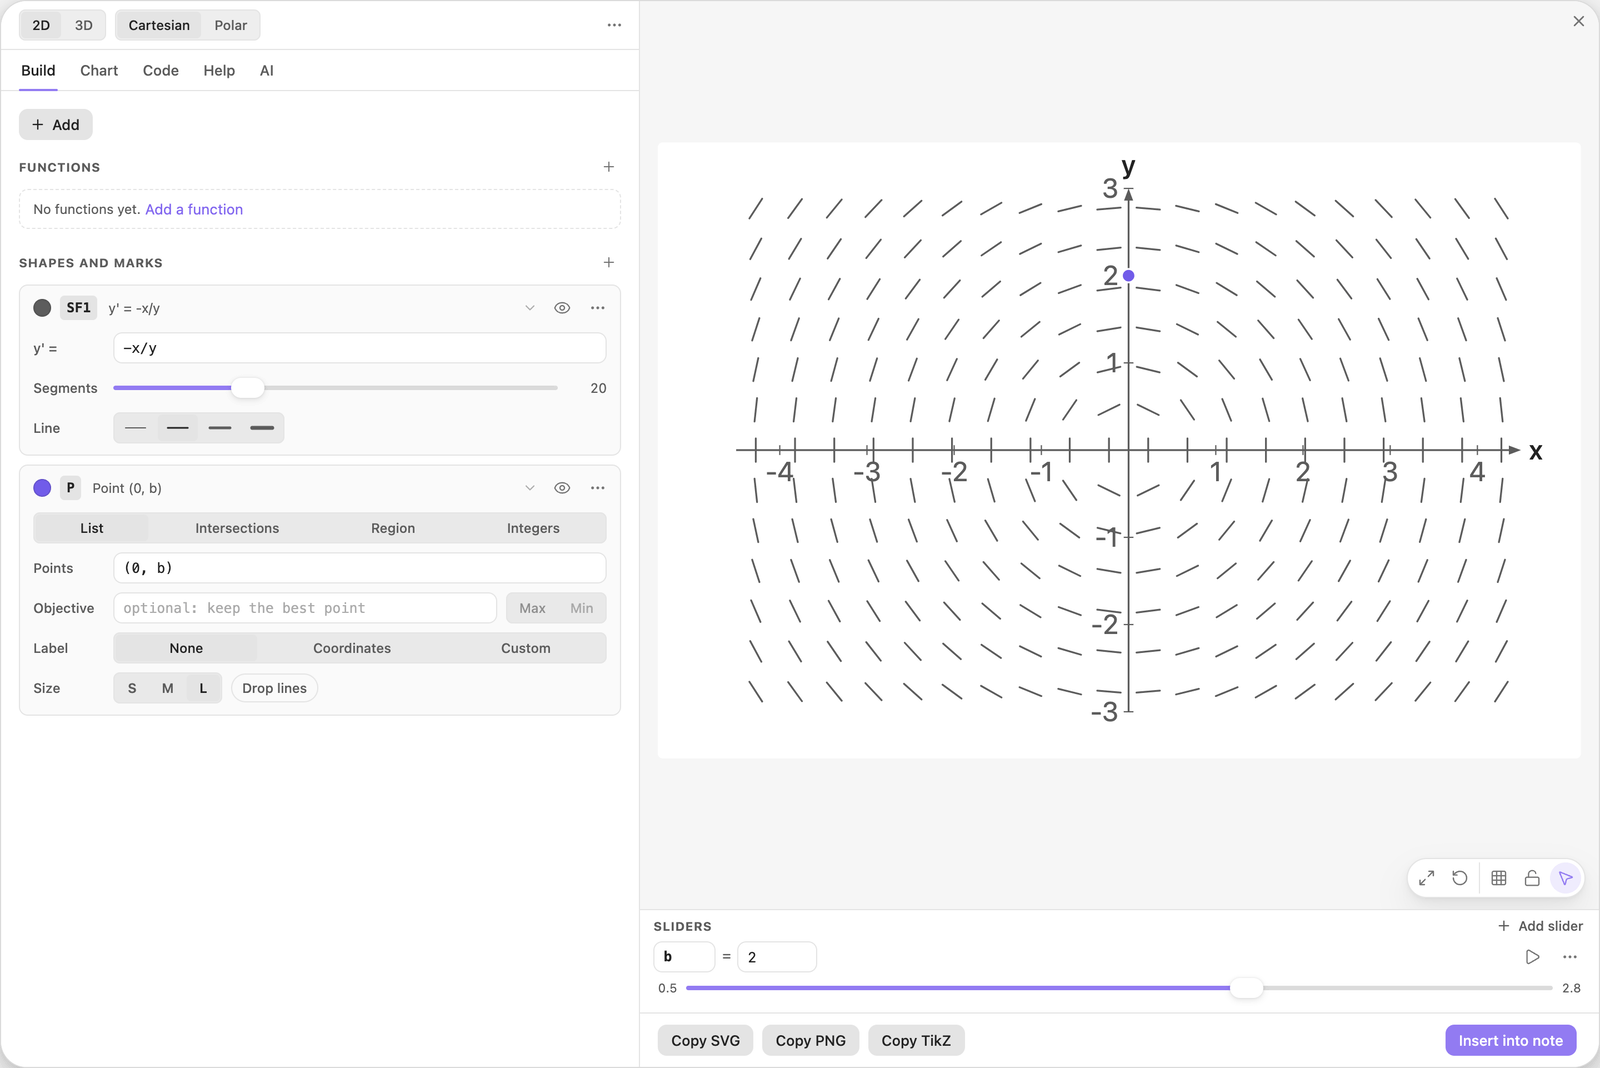 2D 3D Cartesian Polar
Build Chart Code Help AI
+ Add
FUNCTIONS
No functions yet. Add a function
SHAPES AND MARKS
SF1 y' = -x/y
y' = −x/y
Segments 20
Line
P Point (0, b)
List Intersections Region Integers
Points (0, b)
Objective optional: keep the best point Max Min
Label None Coordinates Custom
Size S M L Drop lines
y
3
2
1
-4 -3 -2 -1 1 2 3 4 x
-1
-2
-3
SLIDERS + Add slider
b = 2
0.5 2.8
Copy SVG Copy PNG Copy TikZ Insert into note